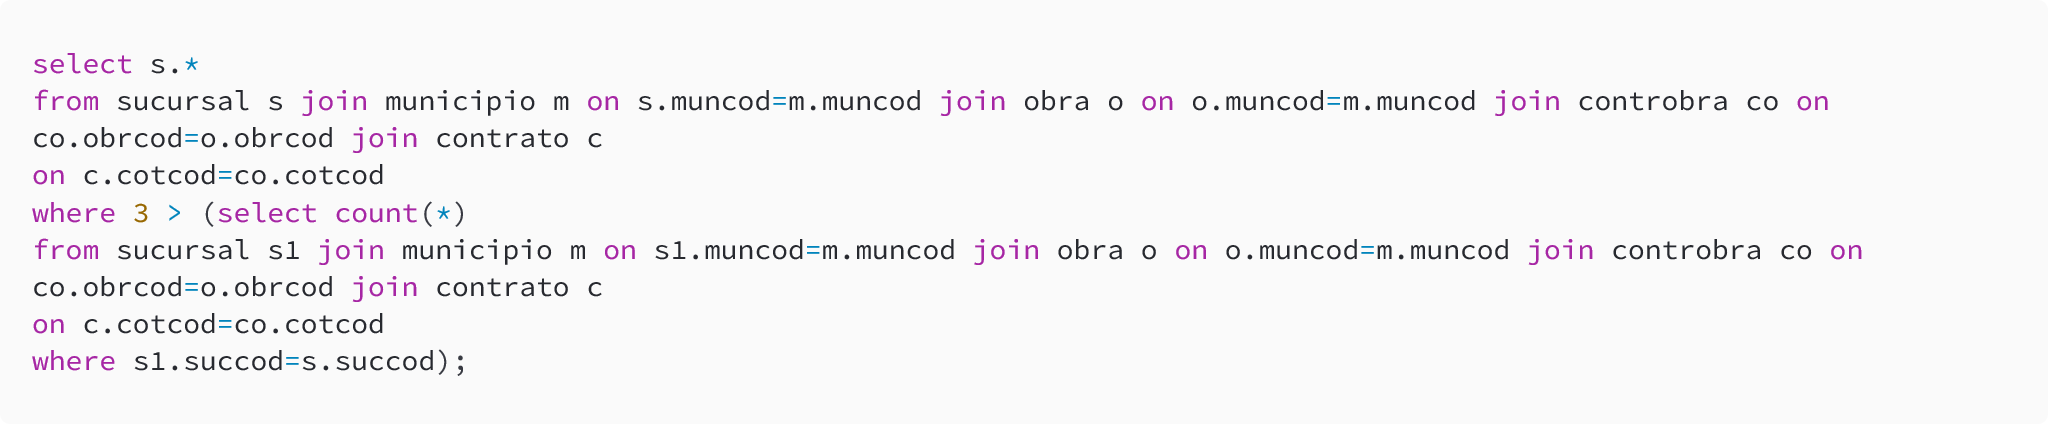 select s.*
from sucursal s join municipio m on s.muncod=m.muncod join obra o on o.muncod=m.muncod join controbra co on
co.obrcod=o.obrcod join contrato c
on c.cotcod=co.cotcod
where 3 > (select count(*)
from sucursal s1 join municipio m on s1.muncod=m.muncod join obra o on o.muncod=m.muncod join controbra co on
co.obrcod=o.obrcod join contrato c
on c.cotcod=co.cotcod
where s1.succod=s.succod);